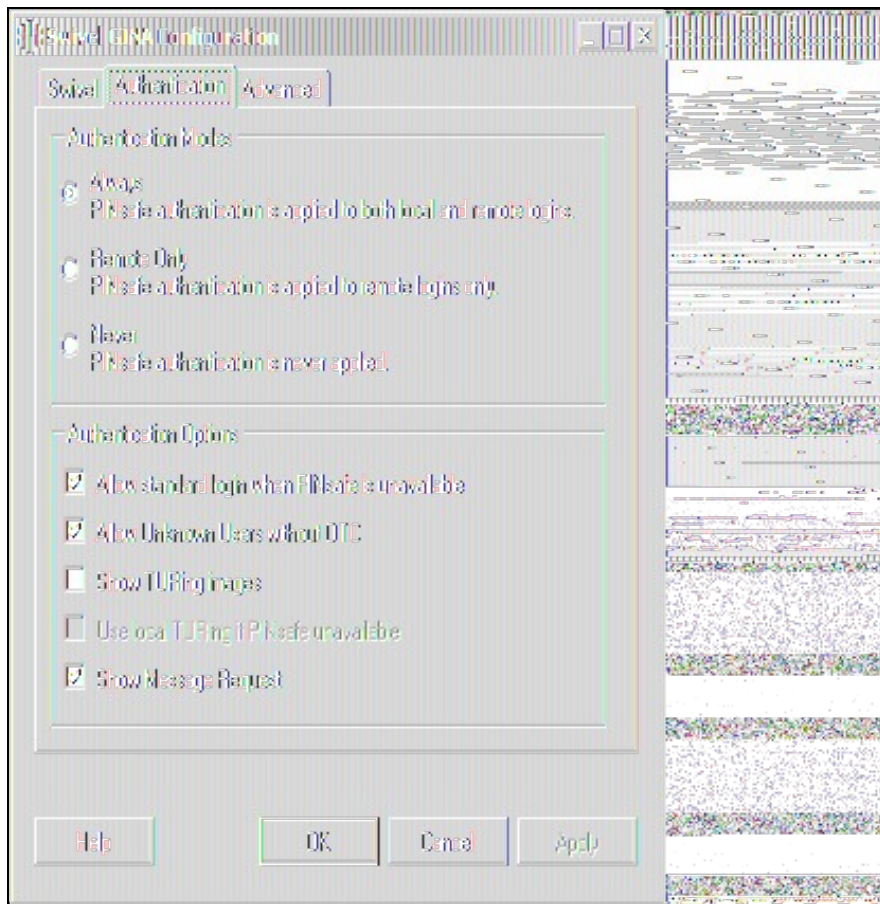 Swivel GINA Configuration
Swivel Authentication Advanced
Authentication Modes
Always
PINsafe authentication is applied to both local and remote logins.
Remote Only
PINsafe authentication is applied to remote logins only.
Never
PINsafe authentication is never applied.
Authentication Options
Allow standard login when PINsafe is unavailable
Allow Unknown Users without OTC
Show TURing images
Use local TURing if PINsafe unavailable
Show Message Request
Help OK Cancel Apply